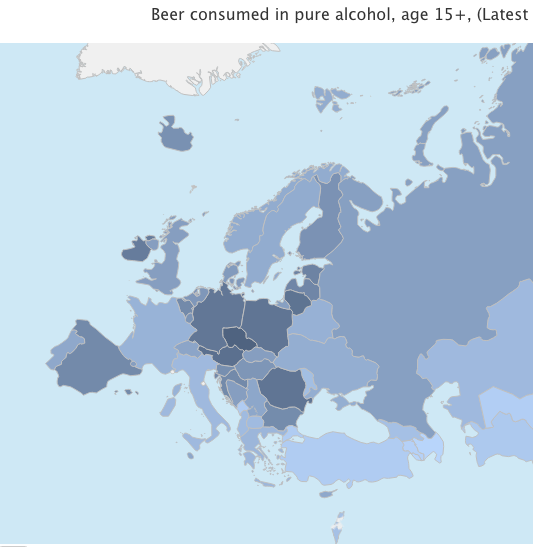 Beer consumed in pure alcohol, age 15+, (Latest